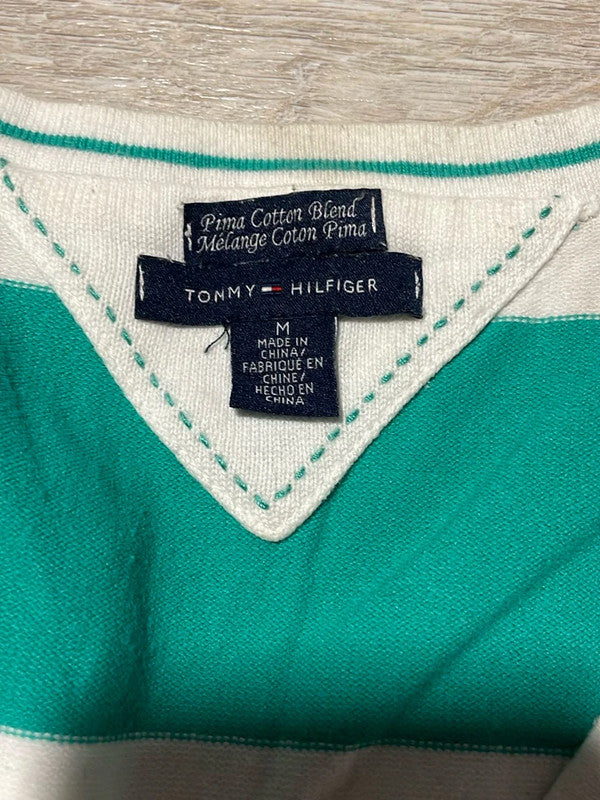 Pima Cotton Blend
Mélange Coton Pima
TOMMY HILFIGER
M
MADE IN
CHINA/
FABRIQUÉ EN
CHINE/
HECHO EN
CHINA